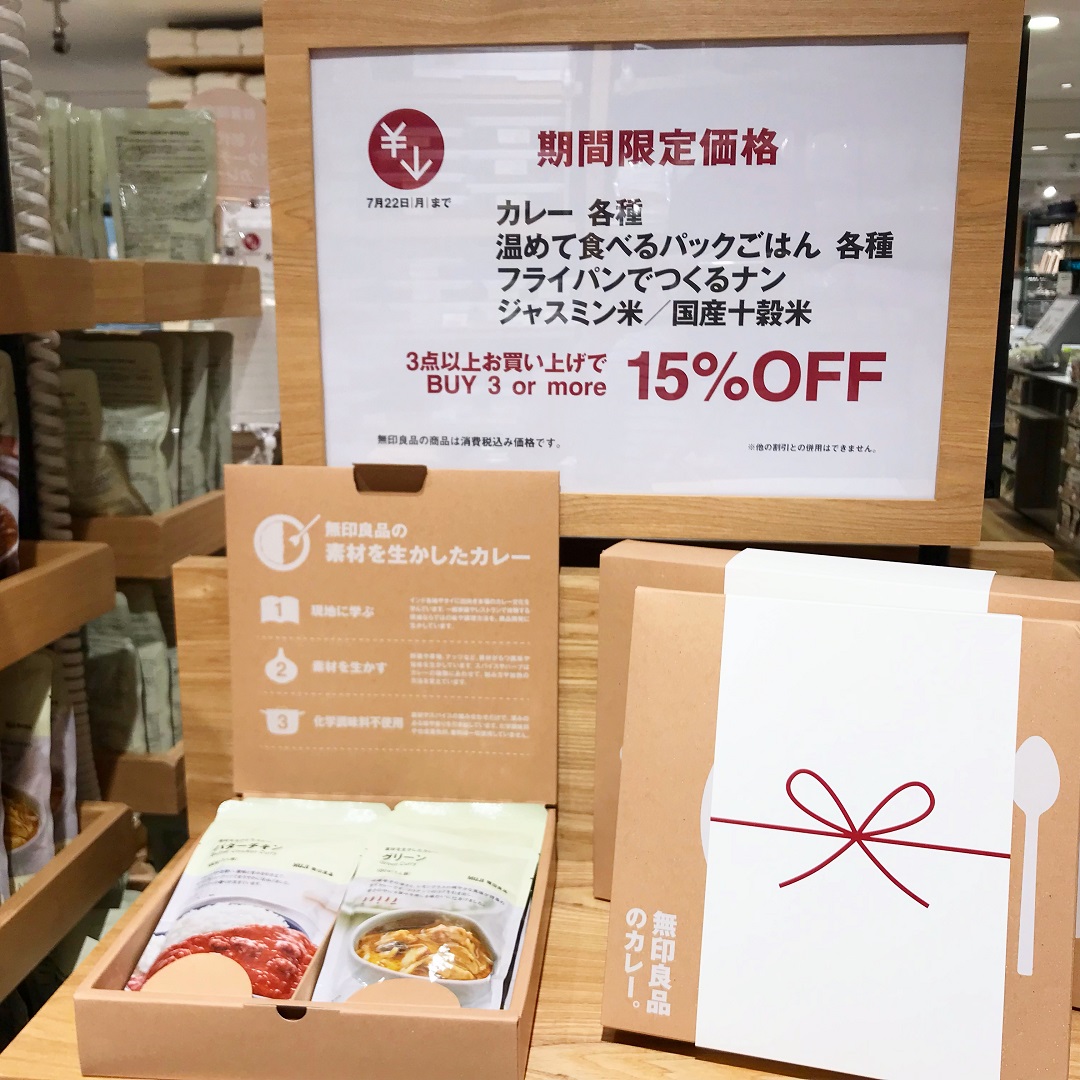 ¥
期間限定価格
7月22日|月|まで
カレー 各種
温めて食べるパックごはん 各種
フライパンでつくるナン
ジャスミン米／国産十穀米
3点以上お買い上げで
BUY 3 or more
15%OFF
無印良品の商品は消費税込み価格です。
※他の割引との併用はできません。
無印良品の
素材を生かしたカレー
1
現地に学ぶ
2
素材を生かす
3
化学調味料不使用
バターチキン
グリーン
無印良品
のカレー。